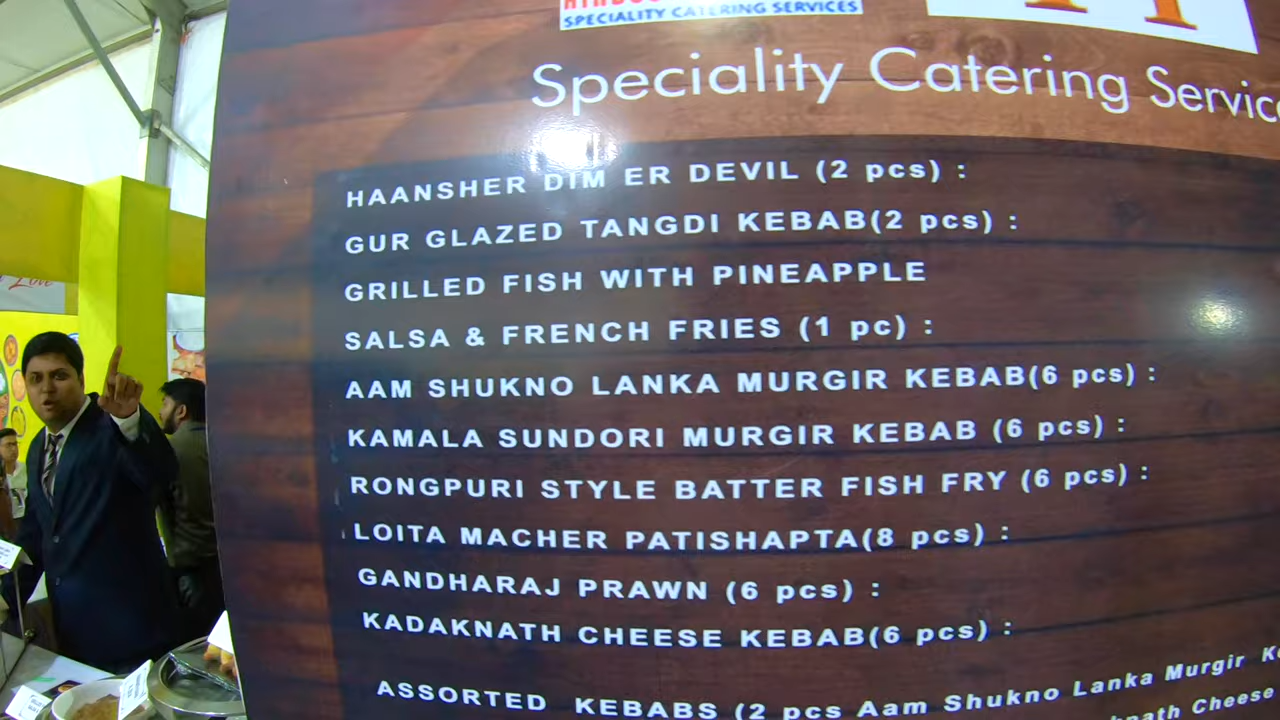 SPECIALITY CATERING SERVICES
Speciality Catering Servic
HAANSHER DIM ER DEVIL (2 pcs) :
GUR GLAZED TANGDI KEBAB(2 pcs) :
GRILLED FISH WITH PINEAPPLE
SALSA & FRENCH FRIES (1 pc) :
AAM SHUKNO LANKA MURGIR KEBAB(6 pcs) :
KAMALA SUNDORI MURGIR KEBAB (6 pcs) :
RONGPURI STYLE BATTER FISH FRY (6 pcs) :
LOITA MACHER PATISHAPTA(8 pcs) :
GANDHARAJ PRAWN (6 pcs) :
KADAKNATH CHEESE KEBAB(6 pcs) :
ASSORTED KEBABS (2 pcs Aam Shukno Lanka Murgir
Cheese
Love